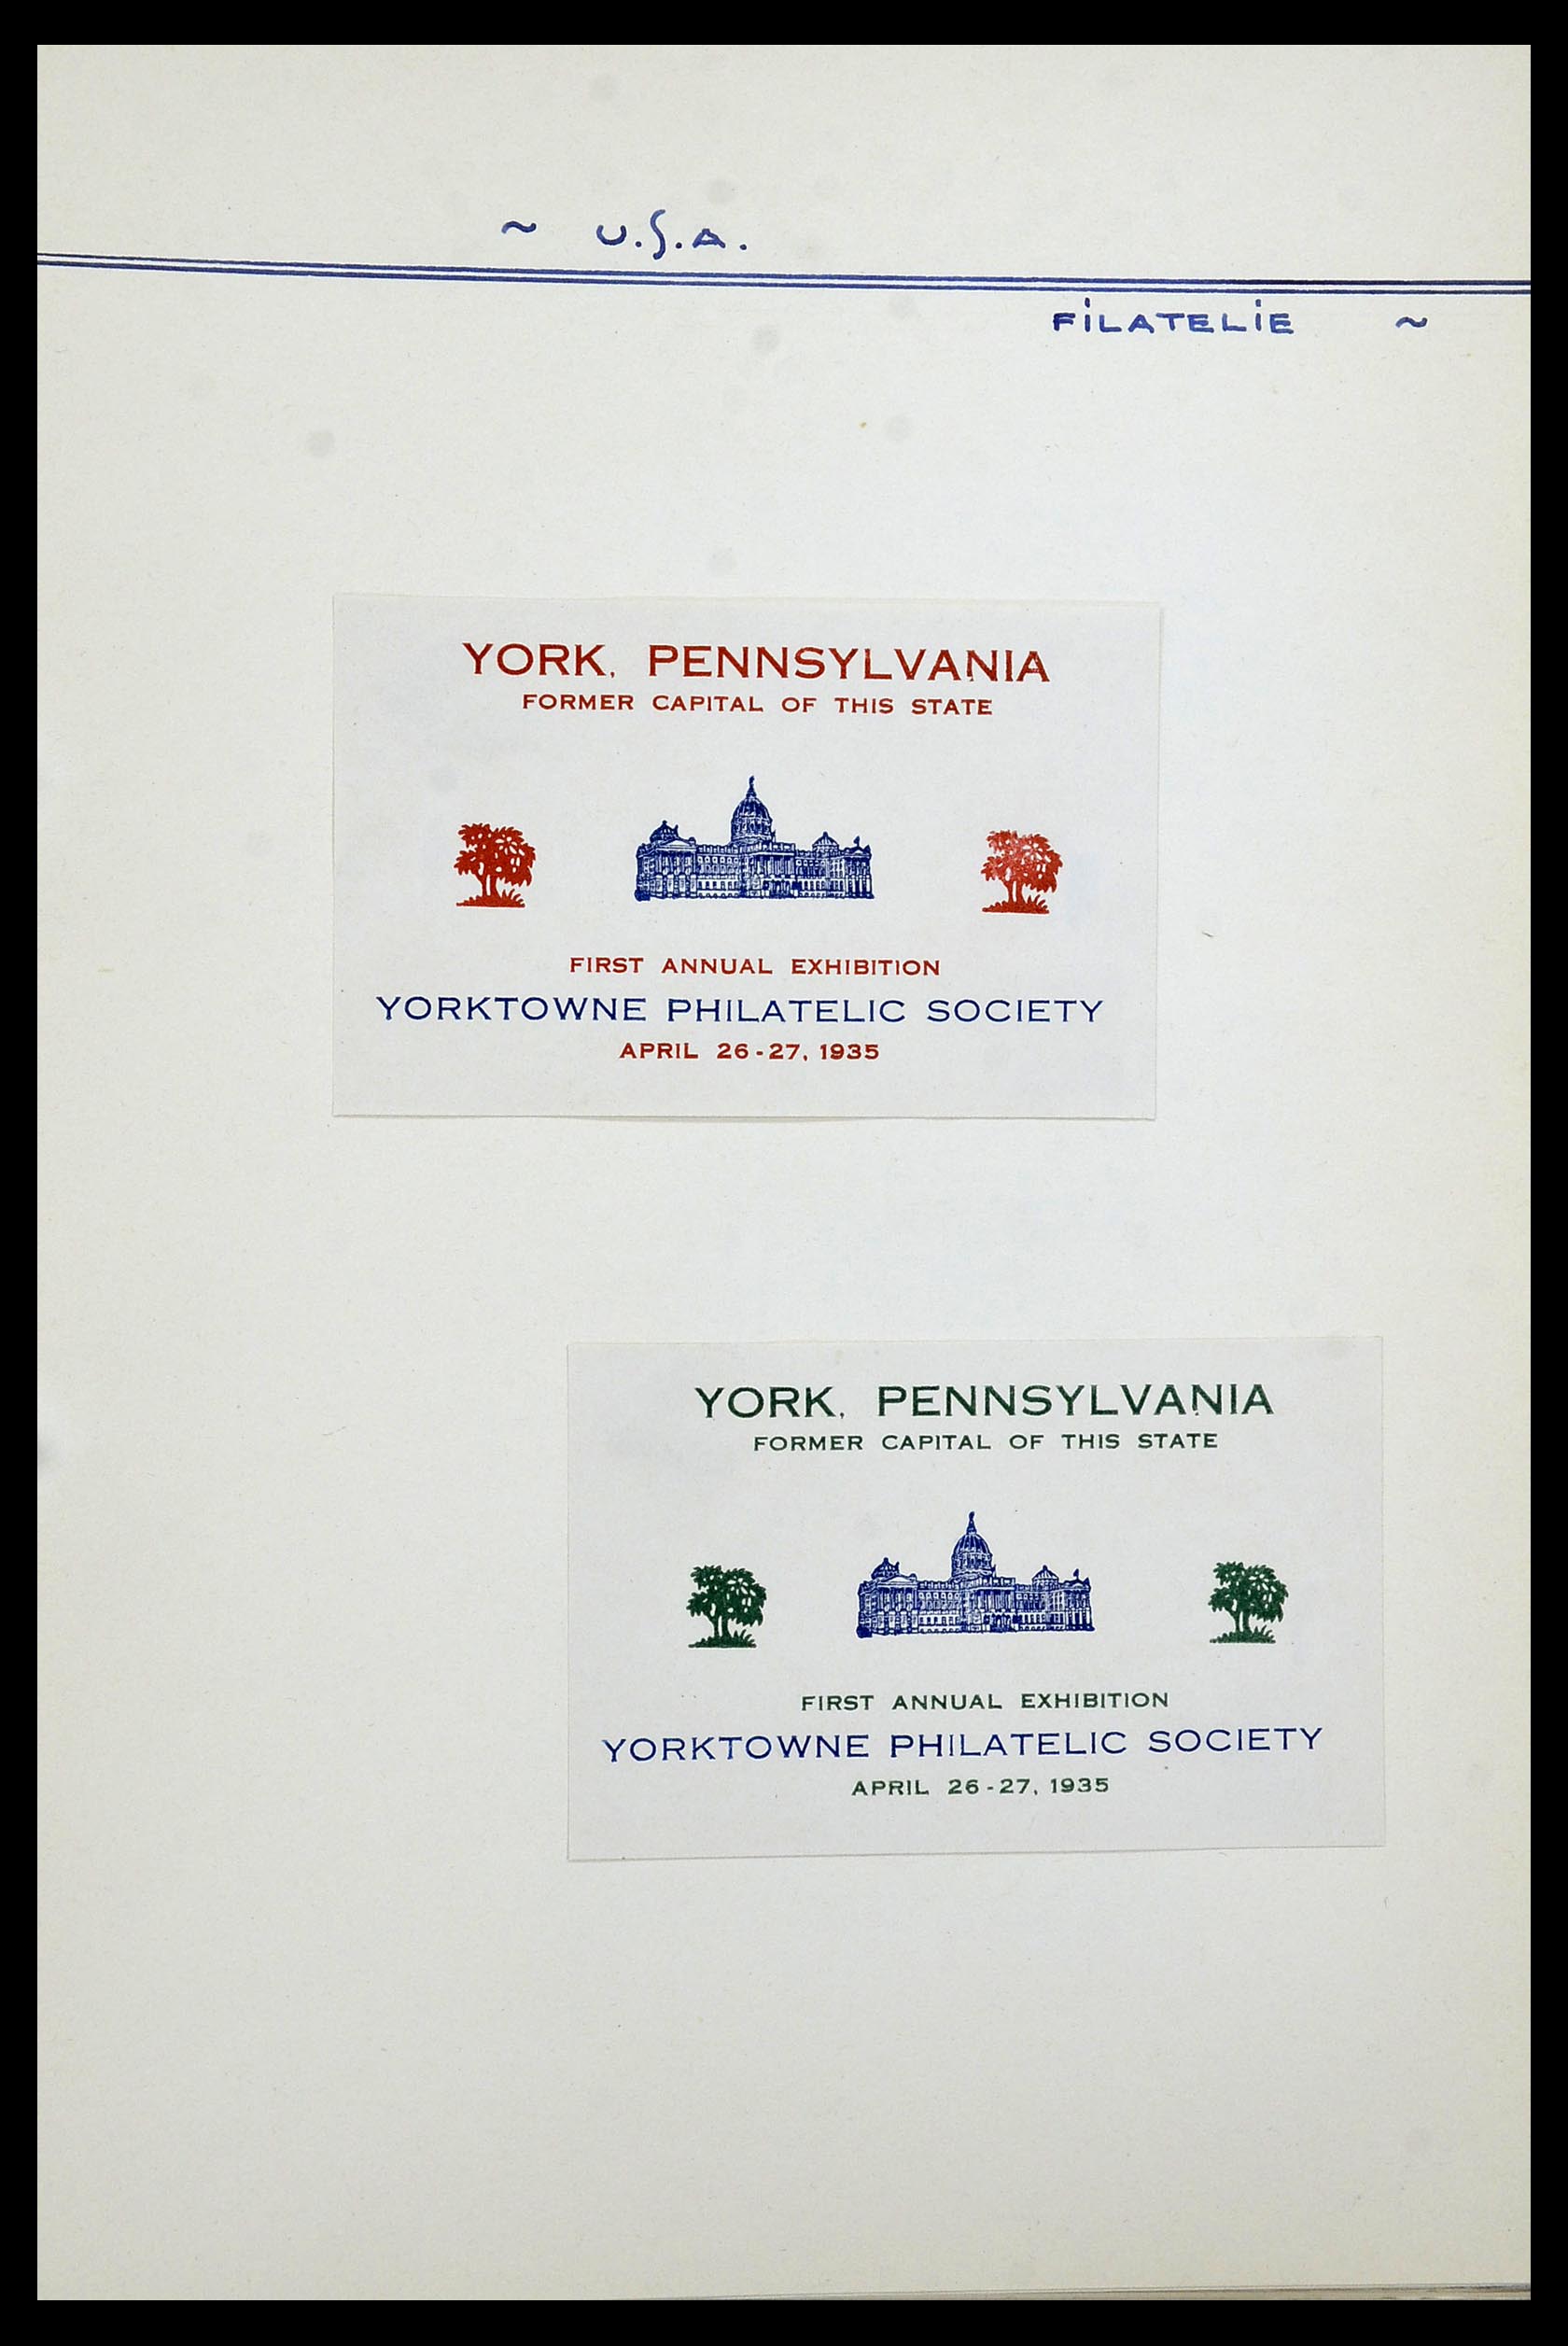 ~ U.S.A.
FiLATELiE ~
YORK, PENNSYLVANIA
FORMER CAPITAL OF THIS STATE
FIRST ANNUAL EXHIBITION
YORKTOWNE PHILATELIC SOCIETY
APRIL 26-27, 1935
YORK, PENNSYLVANIA
FORMER CAPITAL OF THIS STATE
FIRST ANNUAL EXHIBITION
YORKTOWNE PHILATELIC SOCIETY
APRIL 26-27, 1935